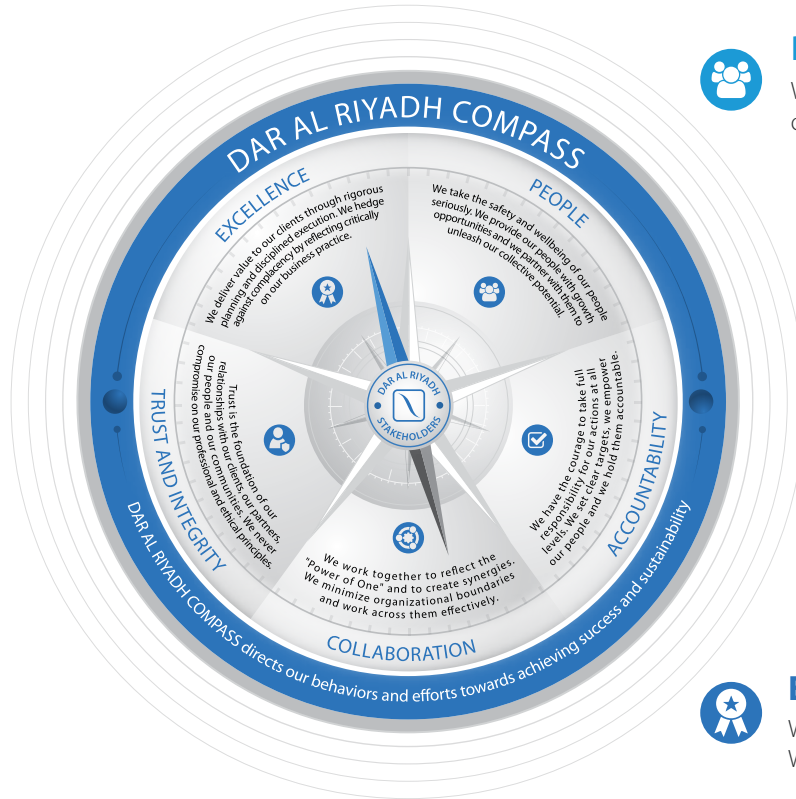 DAR AL RIYADH COMPASS
EXCELLENCE
We deliver value to our clients through rigorous
planning and disciplined execution. We hedge
against complacency by reflecting critically
on our business practice.
PEOPLE
We take the safety and wellbeing of our people
seriously. We provide our people with growth
opportunities and we partner with them to
unleash our collective potential.
TRUST AND INTEGRITY
Trust is the foundation of our
relationships with our clients, our partners,
our people and our communities. We never
compromise on our professional and ethical principles.
ACCOUNTABILITY
We have the courage to take full
responsibility for our actions at all
levels. We set clear targets, we empower
our people and we hold them accountable.
DAR AL RIYADH
STAKEHOLDERS
We work together to reflect the
"Power of One" and to create synergies.
We minimize organizational boundaries
and work across them effectively.
COLLABORATION
DAR AL RIYADH COMPASS directs our behaviors and efforts towards achieving success and sustainability